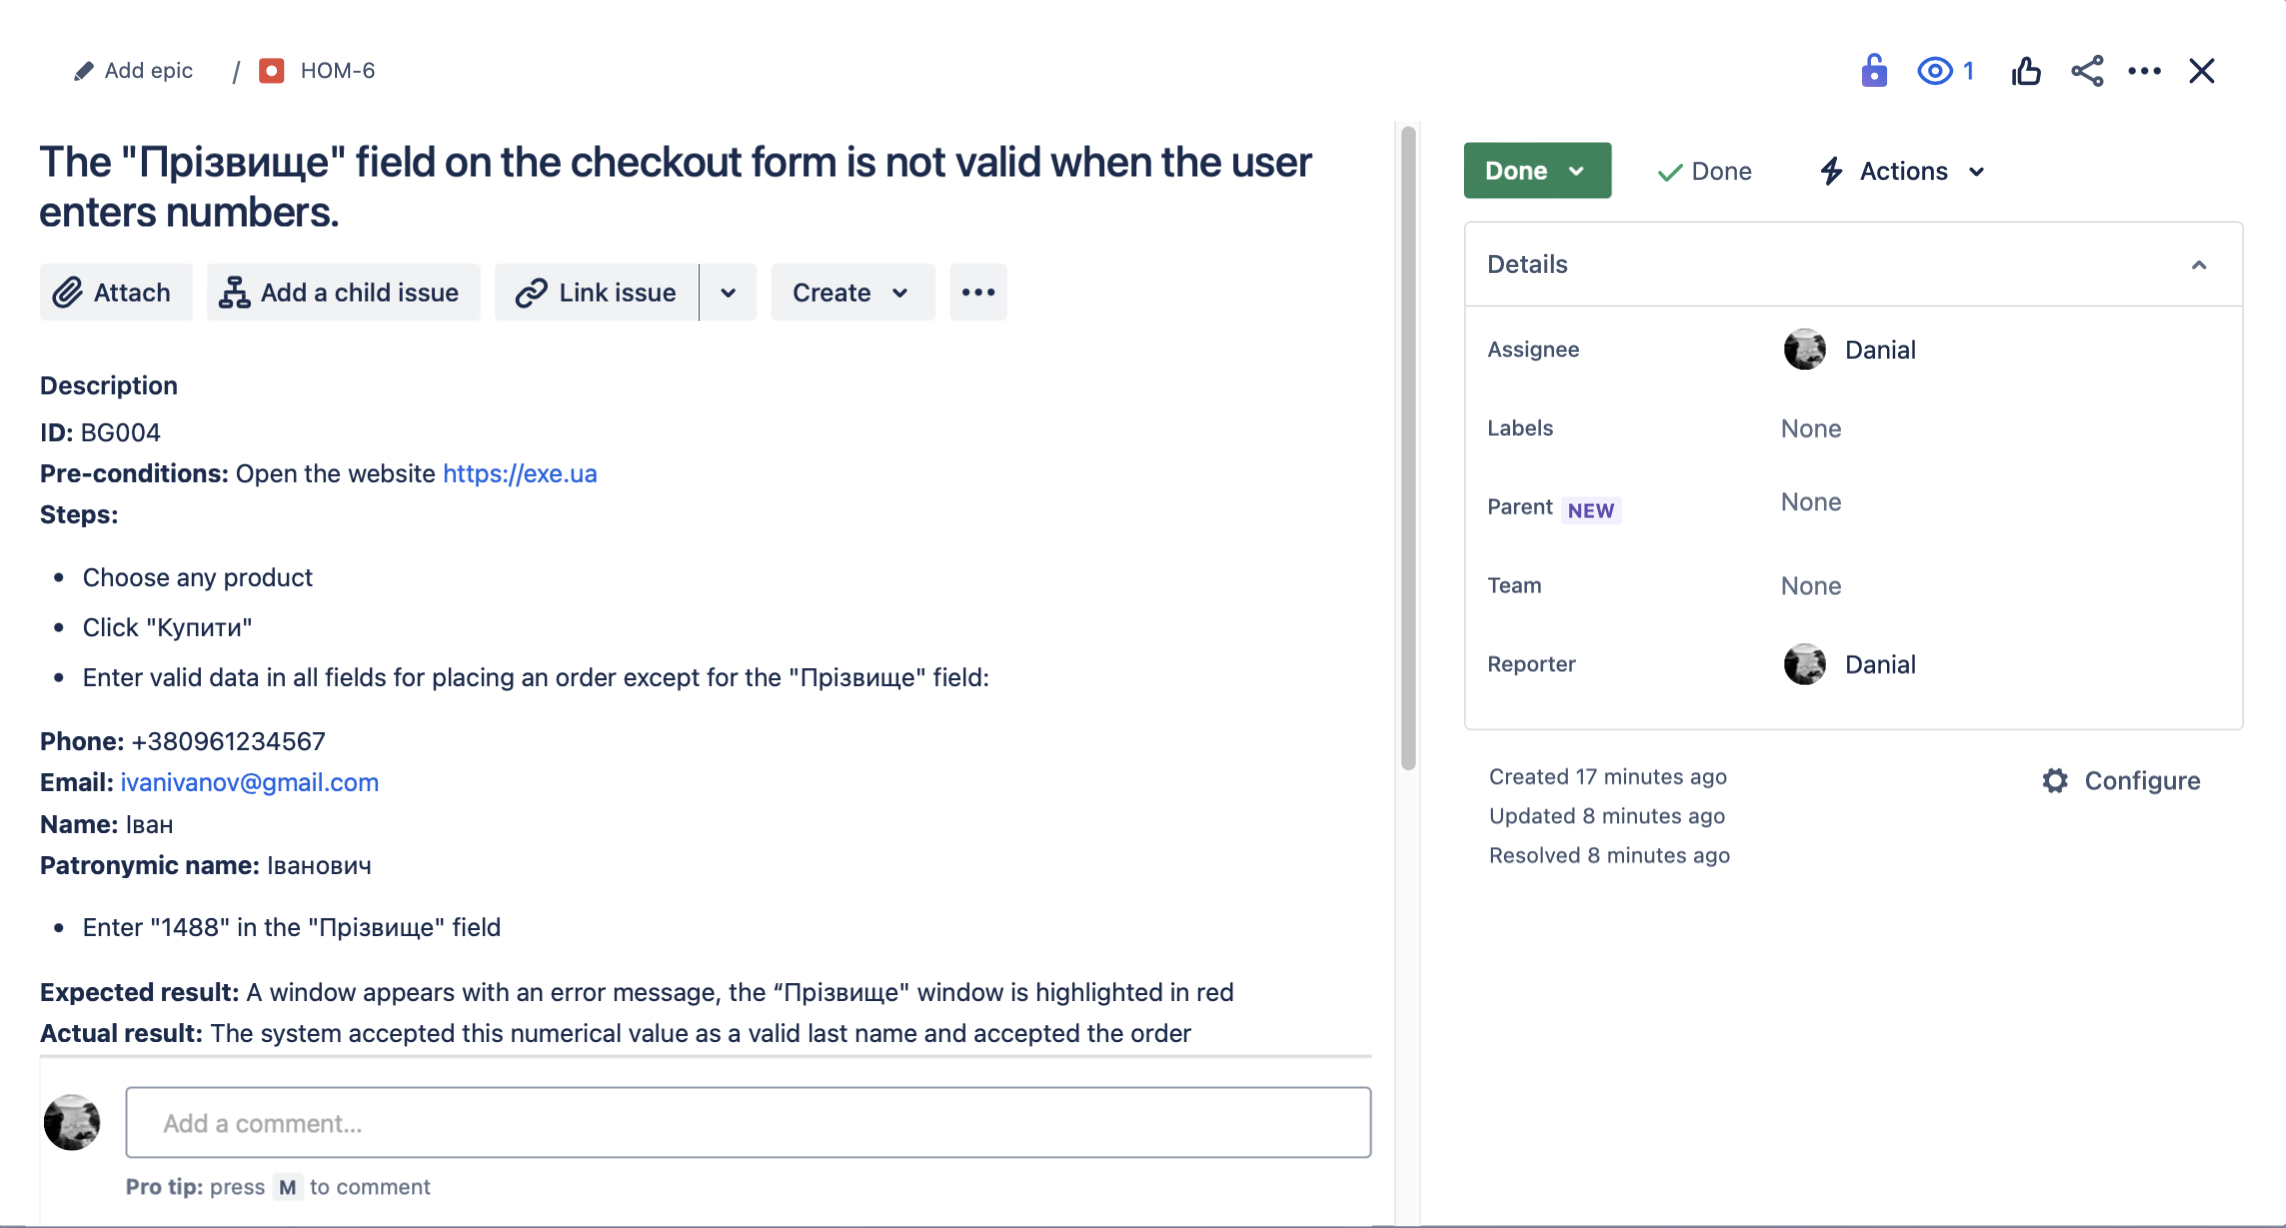 Add epic / HOM-6
1
The "Прізвище" field on the checkout form is not valid when the user
enters numbers.
Attach
Add a child issue
Link issue
Create
Description
ID: BG004
Pre-conditions: Open the website https://exe.ua
Steps:
• Choose any product
• Click "Купити"
• Enter valid data in all fields for placing an order except for the "Прізвище" field:
Phone: +380961234567
Email: ivanivanov@gmail.com
Name: Іван
Patronymic name: Іванович
• Enter "1488" in the "Прізвище" field
Expected result: A window appears with an error message, the “Прізвище" window is highlighted in red
Actual result: The system accepted this numerical value as a valid last name and accepted the order
Add a comment...
Pro tip: press M to comment
Done
Done
Actions
Details
Assignee Danial
Labels None
Parent NEW None
Team None
Reporter Danial
Created 17 minutes ago
Configure
Updated 8 minutes ago
Resolved 8 minutes ago